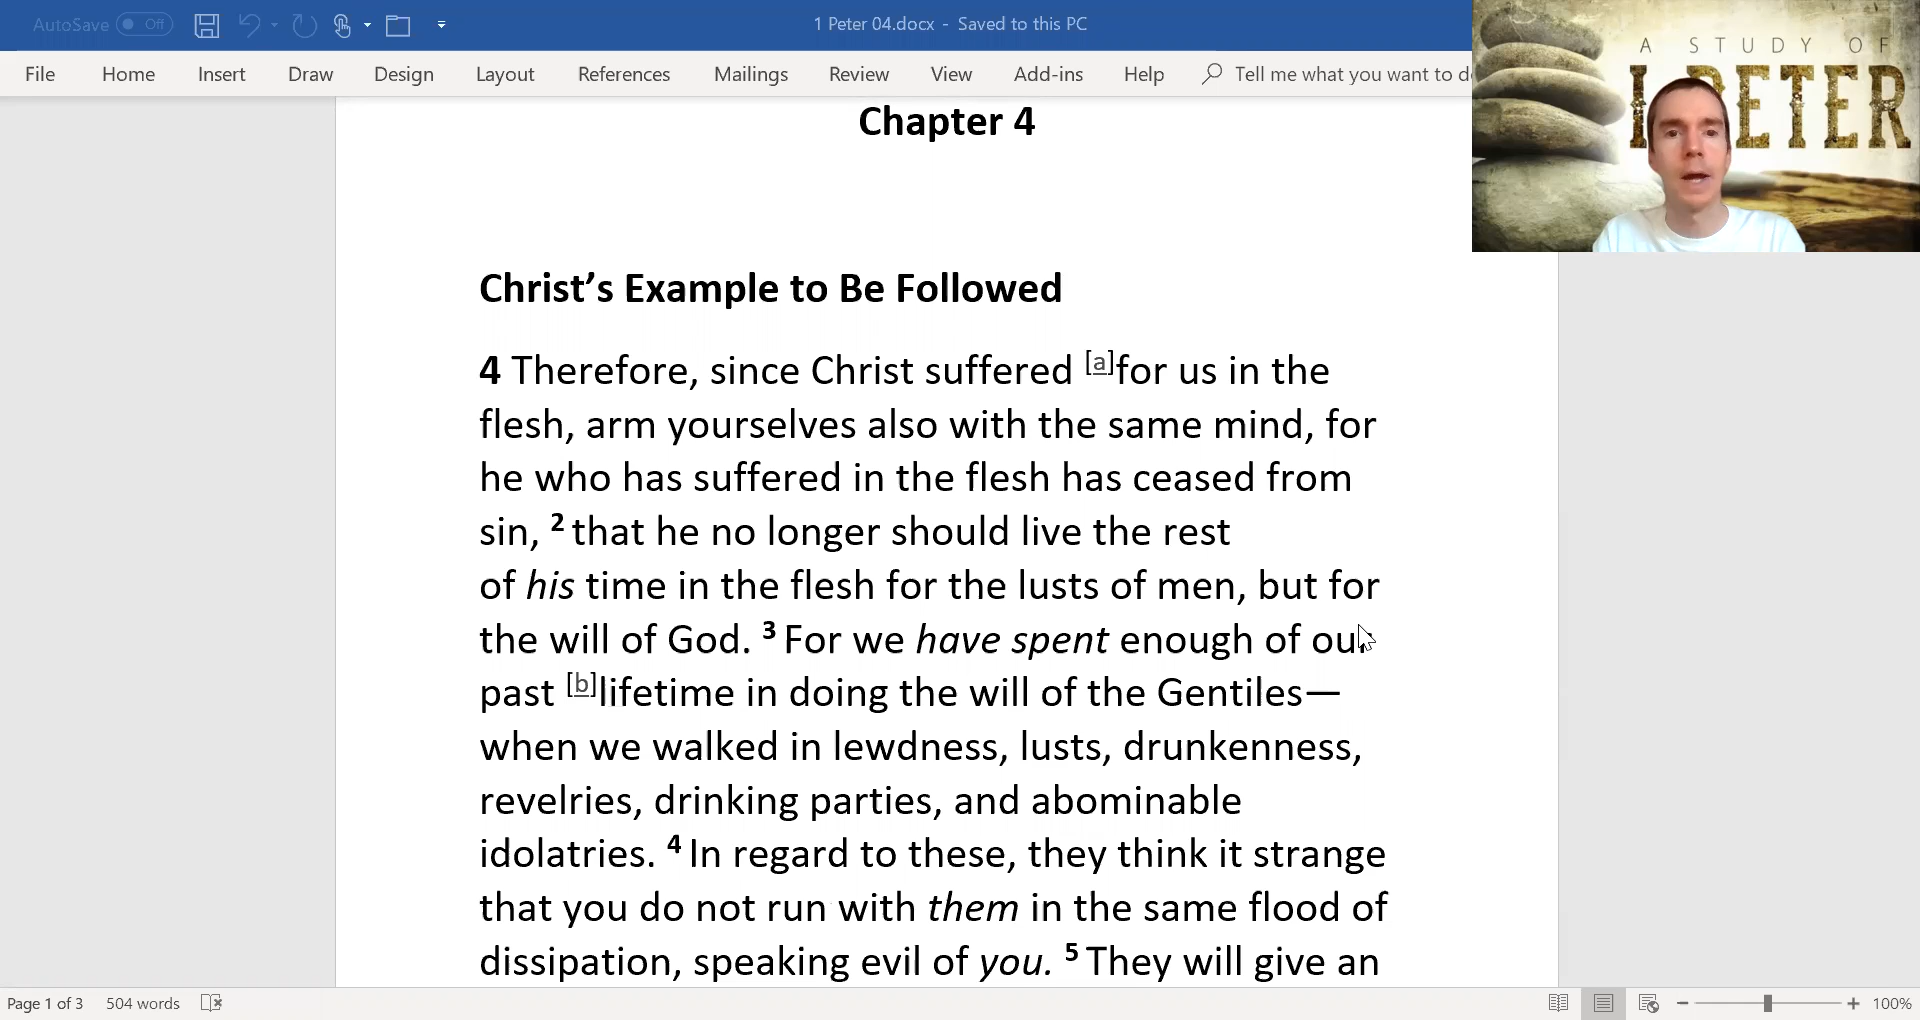 AutoSave Off
1 Peter 04.docx - Saved to this PC
File Home Insert Draw Design Layout References Mailings Review View Add-ins Help Tell me what you want to d
A STUDY OF
I PETER
Chapter 4
Christ’s Example to Be Followed
4 Therefore, since Christ suffered [a]for us in the
flesh, arm yourselves also with the same mind, for
he who has suffered in the flesh has ceased from
sin, 2 that he no longer should live the rest
of his time in the flesh for the lusts of men, but for
the will of God. 3 For we have spent enough of our
past [b]lifetime in doing the will of the Gentiles—
when we walked in lewdness, lusts, drunkenness,
revelries, drinking parties, and abominable
idolatries. 4 In regard to these, they think it strange
that you do not run with them in the same flood of
dissipation, speaking evil of you. 5 They will give an
Page 1 of 3 504 words
100%